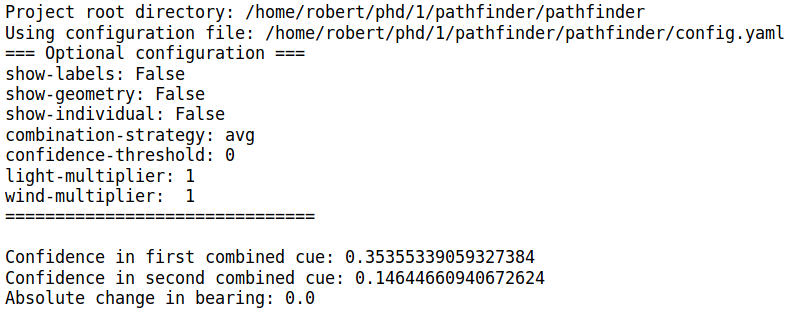 Project root directory: /home/robert/phd/1/pathfinder/pathfinder
Using configuration file: /home/robert/phd/1/pathfinder/pathfinder/config.yaml
=== Optional configuration ===
show-labels: False
show-geometry: False
show-individual: False
combination-strategy: avg
confidence-threshold: 0
light-multiplier: 1
wind-multiplier:  1
===============================
Confidence in first combined cue: 0.35355339059327384
Confidence in second combined cue: 0.14644660940672624
Absolute change in bearing: 0.0